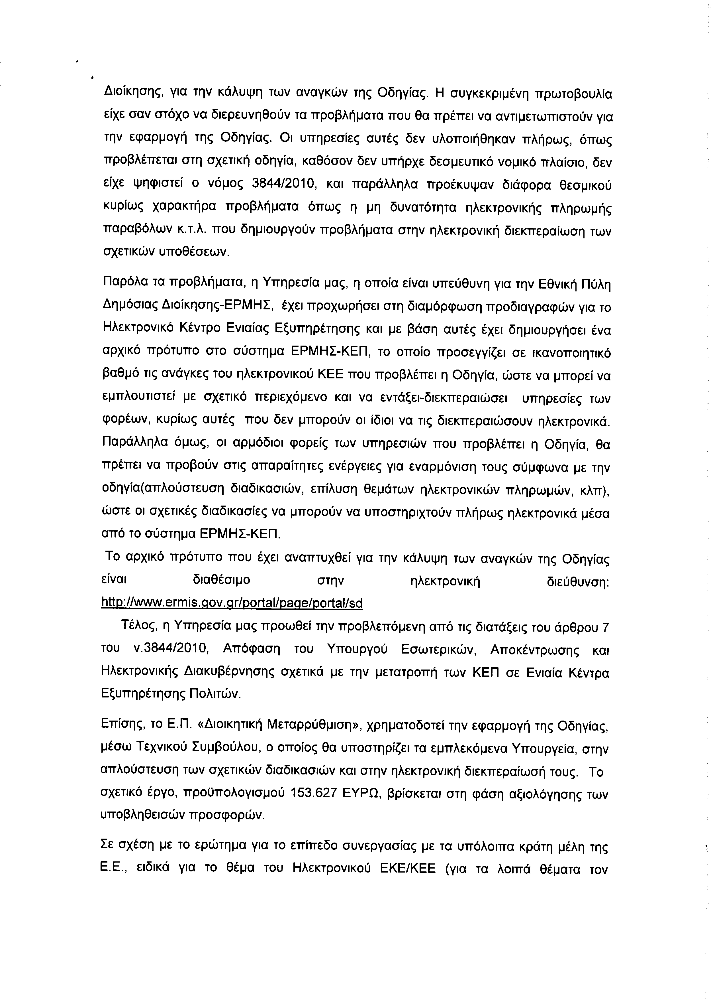 Διοίκησης, για την κάλυψη των αναγκών της Οδηγίας. Η συγκεκριμένη πρωτοβουλία
είχε σαν στόχο να διερευνηθούν τα προβλήματα που θα πρέπει να αντιμετωπιστούν για
την εφαρμογή της Οδηγίας. Οι υπηρεσίες αυτές δεν υλοποιήθηκαν πλήρως, όπως
προβλέπεται στη σχετική οδηγία, καθόσον δεν υπήρχε δεσμευτικό νομικό πλαίσιο, δεν
είχε ψηφιστεί ο νόμος 3844/2010, και παράλληλα προέκυψαν διάφορα θεσμικού
κυρίως χαρακτήρα προβλήματα όπως η μη δυνατότητα ηλεκτρονικής πληρωμής
παραβόλων κ.τ.λ. που δημιουργούν προβλήματα στην ηλεκτρονική διεκπεραίωση των
σχετικών υποθέσεων.
Παρόλα τα προβλήματα, η Υπηρεσία μας, η οποία είναι υπεύθυνη για την Εθνική Πύλη
Δημόσιας Διοίκησης-ΕΡΜΗΣ, έχει προχωρήσει στη διαμόρφωση προδιαγραφών για το
Ηλεκτρονικό Κέντρο Ενιαίας Εξυπηρέτησης και με βάση αυτές έχει δημιουργήσει ένα
αρχικό πρότυπο στο σύστημα ΕΡΜΗΣ-ΚΕΠ, το οποίο προσεγγίζει σε ικανοποιητικό
βαθμό τις ανάγκες του ηλεκτρονικού ΚΕΕ που προβλέπει η Οδηγία, ώστε να μπορεί να
εμπλουτιστεί με σχετικό περιεχόμενο και να εντάξει-διεκπεραιώσει υπηρεσίες των
φορέων, κυρίως αυτές που δεν μπορούν οι ίδιοι να τις διεκπεραιώσουν ηλεκτρονικά.
Παράλληλα όμως, οι αρμόδιοι φορείς των υπηρεσιών που προβλέπει η Οδηγία, θα
πρέπει να προβούν στις απαραίτητες ενέργειες για εναρμόνιση τους σύμφωνα με την
οδηγία(απλούστευση διαδικασιών, επίλυση θεμάτων ηλεκτρονικών πληρωμών, κλπ),
ώστε οι σχετικές διαδικασίες να μπορούν να υποστηριχτούν πλήρως ηλεκτρονικά μέσα
από το σύστημα ΕΡΜΗΣ-ΚΕΠ.
Το αρχικό πρότυπο που έχει αναπτυχθεί για την κάλυψη των αναγκών της Οδηγίας
είναι διαθέσιμο στην ηλεκτρονική διεύθυνση:
http://www.ermis.gov.gr/portal/page/portal/sd
Τέλος, η Υπηρεσία μας προωθεί την προβλεπόμενη από τις διατάξεις του άρθρου 7
του ν.3844/2010, Απόφαση του Υπουργού Εσωτερικών, Αποκέντρωσης και
Ηλεκτρονικής Διακυβέρνησης σχετικά με την μετατροπή των ΚΕΠ σε Ενιαία Κέντρα
Εξυπηρέτησης Πολιτών.
Επίσης, το Ε.Π. «Διοικητική Μεταρρύθμιση», χρηματοδοτεί την εφαρμογή της Οδηγίας,
μέσω Τεχνικού Συμβούλου, ο οποίος θα υποστηρίζει τα εμπλεκόμενα Υπουργεία, στην
απλούστευση των σχετικών διαδικασιών και στην ηλεκτρονική διεκπεραίωσή τους. Το
σχετικό έργο, προϋπολογισμού 153.627 ΕΥΡΩ, βρίσκεται στη φάση αξιολόγησης των
υποβληθεισών προσφορών.
Σε σχέση με το ερώτημα για το επίπεδο συνεργασίας με τα υπόλοιπα κράτη μέλη της
Ε.Ε., ειδικά για το θέμα του Ηλεκτρονικού ΕΚΕ/ΚΕΕ (για τα λοιπά θέματα τον